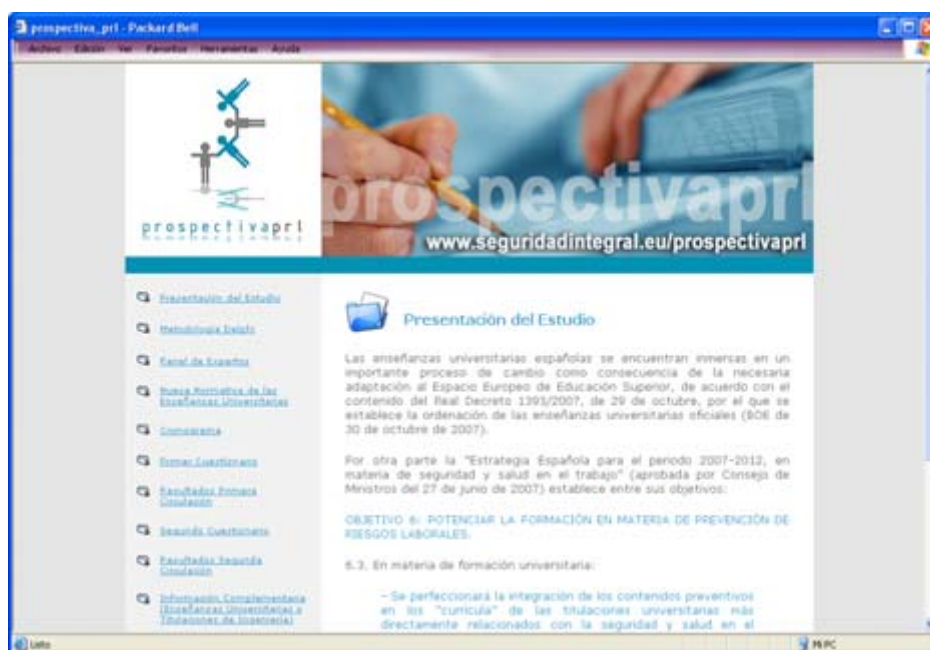 prospectiva_prl - Packard Bell
Archivo Edición Ver Favoritos Herramientas Ayuda
prospectivaprl
prospectivaprl
www.seguridadintegral.eu/prospectivaprl
Presentación del Estudio
Metodología Delphi
Panel de Expertos
Nueva Normativa de las
Enseñanzas Universitarias
Cronograma
Primer Cuestionario
Resultados Primera
Circulación
Segundo Cuestionario
Resultados Segunda
Circulación
Información Complementaria
(Enseñanzas Universitarias y
Titulaciones de Ingeniería)
Presentación del Estudio
Las enseñanzas universitarias españolas se encuentran inmersas en un
importante proceso de cambio como consecuencia de la necesaria
adaptación al Espacio Europeo de Educación Superior, de acuerdo con el
contenido del Real Decreto 1393/2007, de 29 de octubre, por el que se
establece la ordenación de las enseñanzas universitarias oficiales (BOE de
30 de octubre de 2007).
Por otra parte la "Estrategia Española para el periodo 2007-2012, en
materia de seguridad y salud en el trabajo" (aprobada por Consejo de
Ministros del 27 de junio de 2007) establece entre sus objetivos:
OBJETIVO 6: POTENCIAR LA FORMACIÓN EN MATERIA DE PREVENCIÓN DE
RIESGOS LABORALES.
6.3. En materia de formación universitaria:
- Se perfeccionará la integración de los contenidos preventivos
en los "curricula" de las titulaciones universitarias más
directamente relacionados con la seguridad y salud en el
Listo
Mi PC